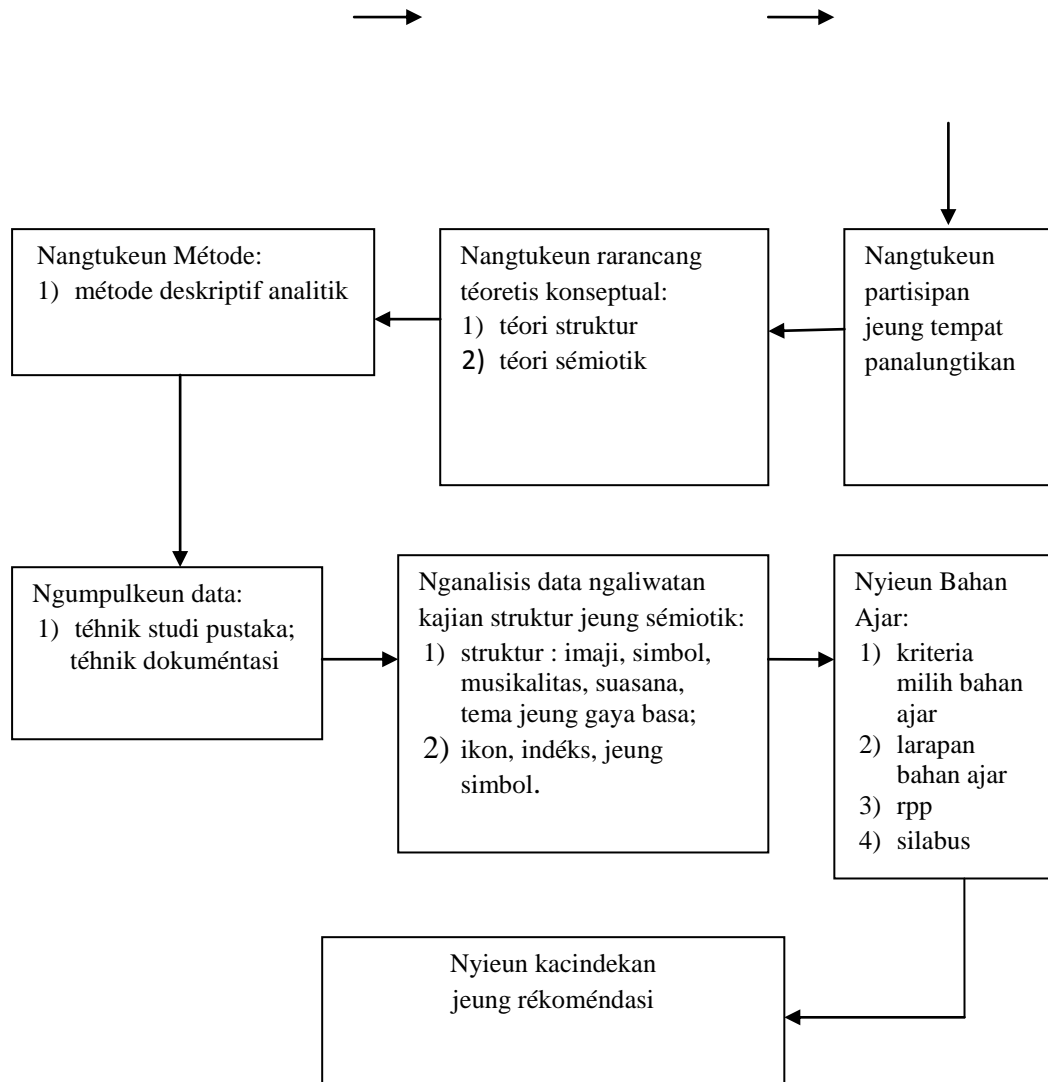 Nangtukeun Métode:
1) métode deskriptif analitik
Nangtukeun rarancang
téoretis konseptual:
1) téori struktur
2) téori sémiotik
Nangtukeun
partisipan
jeung tempat
panalungtikan
Ngumpulkeun data:
1) téhnik studi pustaka;
téhnik dokuméntasi
Nganalisis data ngaliwatan
kajian struktur jeung sémiotik:
1) struktur : imaji, simbol,
musikalitas, suasana,
tema jeung gaya basa;
2) ikon, indéks, jeung
simbol.
Nyieun Bahan
Ajar:
1) kriteria
milih bahan
ajar
2) larapan
bahan ajar
3) rpp
4) silabus
Nyieun kacindekan
jeung rékoméndasi